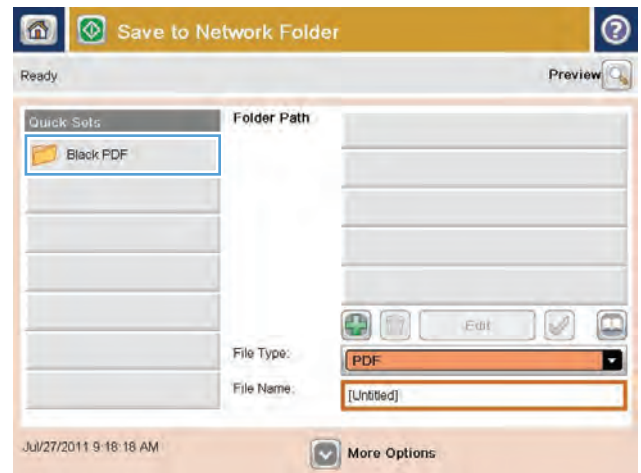 Save to Network Folder
Ready
Preview
Quick Sets
Folder Path
Black PDF
Edit
File Type:
PDF
File Name:
[Untitled]
Jul/27/2011 9:18:18 AM
More Options